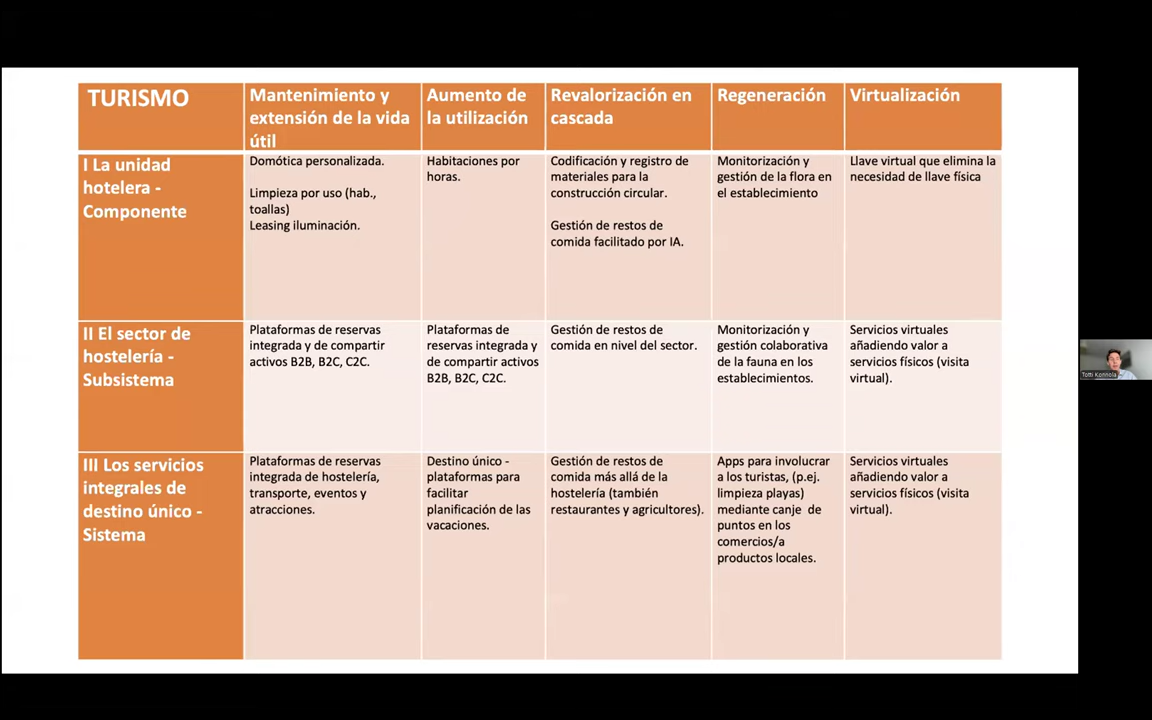 TURISMO
Mantenimiento y
extensión de la vida
útil
Aumento de
la utilización
Revalorización en
cascada
Regeneración
Virtualización
I La unidad
hotelera -
Componente
Domótica personalizada.
Limpieza por uso (hab.,
toallas)
Leasing iluminación.
Habitaciones por
horas.
Codificación y registro de
materiales para la
construcción circular.
Gestión de restos de
comida facilitado por IA.
Monitorización y
gestión de la flora en
el establecimiento
Llave virtual que elimina la
necesidad de llave física
II El sector de
hostelería -
Subsistema
Plataformas de reservas
integrada y de compartir
activos B2B, B2C, C2C.
Plataformas de
reservas integrada y
de compartir activos
B2B, B2C, C2C.
Gestión de restos de
comida en nivel del sector.
Monitorización y
gestión colaborativa
de la fauna en los
establecimientos.
Servicios virtuales
añadiendo valor a
servicios físicos (visita
virtual).
III Los servicios
integrales de
destino único -
Sistema
Plataformas de reservas
integrada de hostelería,
transporte, eventos y
atracciones.
Destino único -
plataformas para
facilitar
planificación de las
vacaciones.
Gestión de restos de
comida más allá de la
hostelería (también
restaurantes y agricultores).
Apps para involucrar
a los turistas, (p.ej.
limpieza playas)
mediante canje de
puntos en los
comercios/a
productos locales.
Servicios virtuales
añadiendo valor a
servicios físicos (visita
virtual).
Totti Konnola